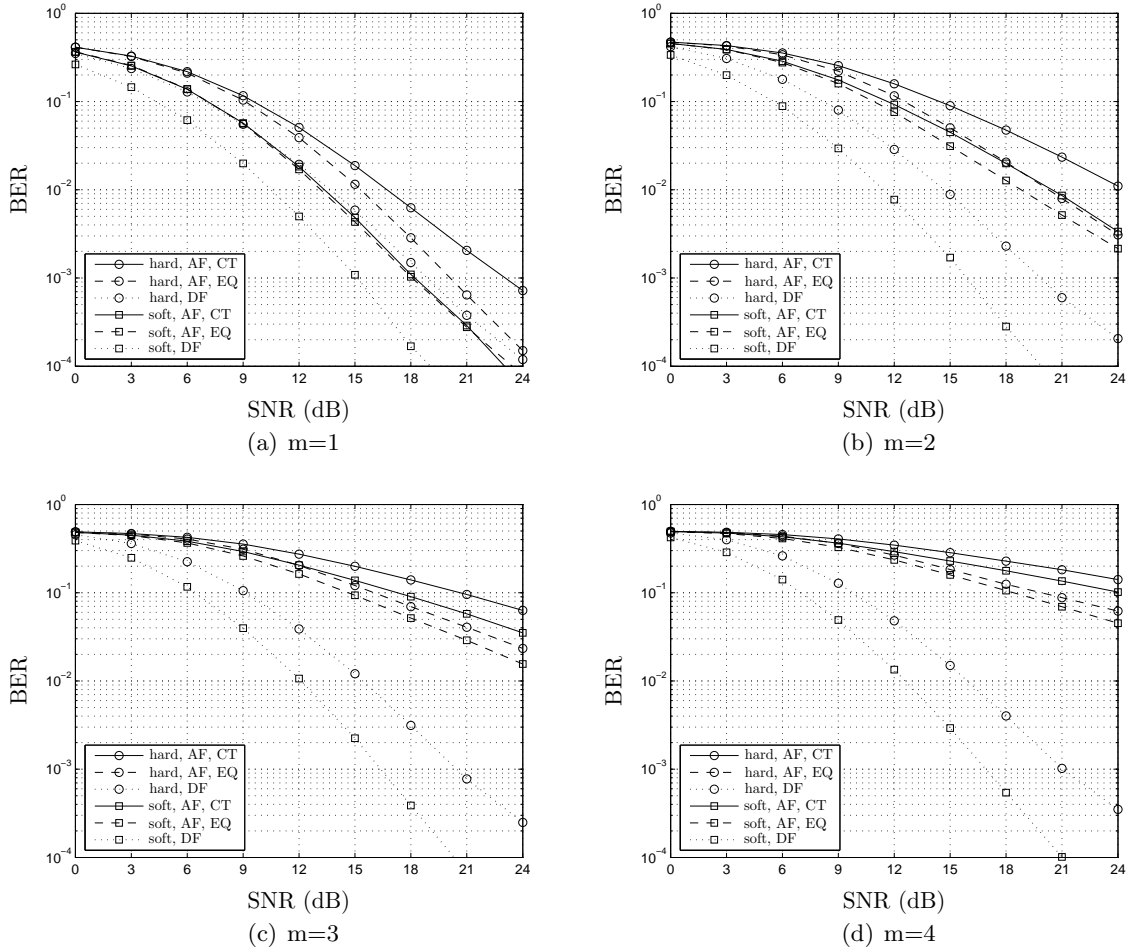 10^0
10^-1
10^-2
10^-3
10^-4
BER
0 3 6 9 12 15 18 21 24
SNR (dB)
hard, AF, CT
hard, AF, EQ
hard, DF
soft, AF, CT
soft, AF, EQ
soft, DF
(a) m=1
10^0
10^-1
10^-2
10^-3
10^-4
BER
0 3 6 9 12 15 18 21 24
SNR (dB)
hard, AF, CT
hard, AF, EQ
hard, DF
soft, AF, CT
soft, AF, EQ
soft, DF
(b) m=2
10^0
10^-1
10^-2
10^-3
10^-4
BER
0 3 6 9 12 15 18 21 24
SNR (dB)
hard, AF, CT
hard, AF, EQ
hard, DF
soft, AF, CT
soft, AF, EQ
soft, DF
(c) m=3
10^0
10^-1
10^-2
10^-3
10^-4
BER
0 3 6 9 12 15 18 21 24
SNR (dB)
hard, AF, CT
hard, AF, EQ
hard, DF
soft, AF, CT
soft, AF, EQ
soft, DF
(d) m=4